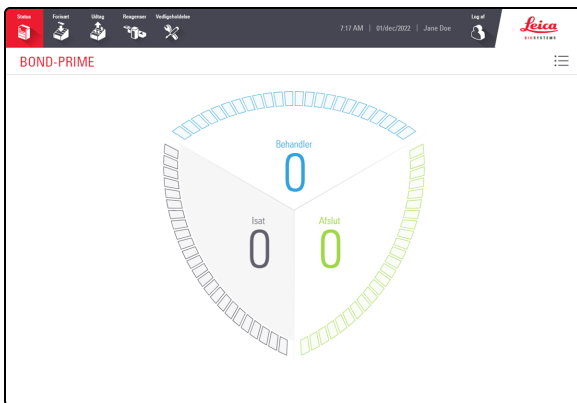 Status Forisæt Udtag Reagenser Vedligeholdelse
7:17 AM | 01/dec/2022 | Jane Doe
Log af
Leica
BIOSYSTEMS
BOND-PRIME
Behandler
0
Isat Afslut
0 0